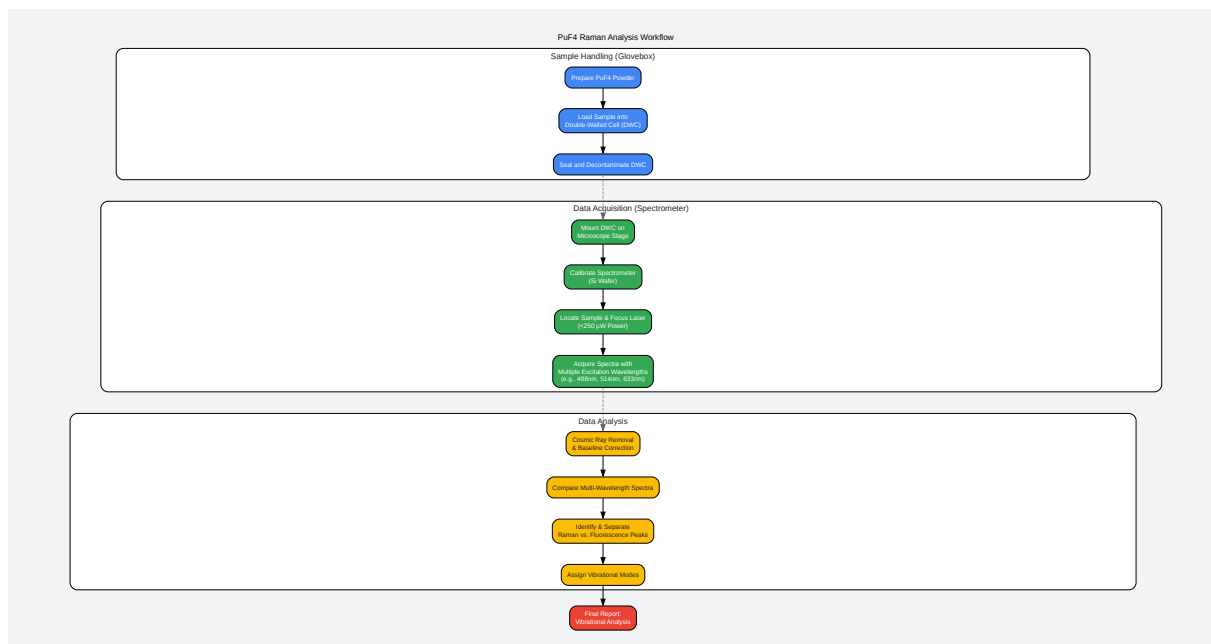 PuF4 Raman Analysis Workflow
Sample Handling (Glovebox)
Prepare PuF4 Powder
Load Sample into
Double-Walled Cell (DWC)
Seal and Decontaminate DWC
Data Acquisition (Spectrometer)
Mount DWC on
Microscope Stage
Calibrate Spectrometer
(Si Wafer)
Locate Sample & Focus Laser
(<250 μW Power)
Acquire Spectra with
Multiple Excitation Wavelengths
(e.g., 488nm, 514nm, 633nm)
Data Analysis
Cosmic Ray Removal
& Baseline Correction
Compare Multi-Wavelength Spectra
Identify & Separate
Raman vs. Fluorescence Peaks
Assign Vibrational Modes
Final Report:
Vibrational Analysis